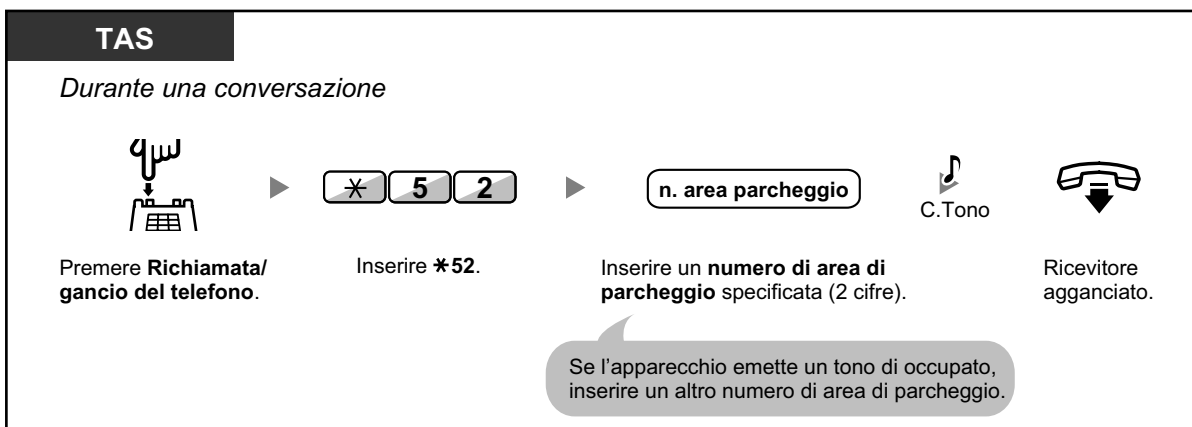 TAS
Durante una conversazione
* 5 2
n. area parcheggio
C.Tono
Premere Richiamata/
gancio del telefono.
Inserire *52.
Inserire un numero di area di
parcheggio specificata (2 cifre).
Ricevitore
agganciato.
Se l’apparecchio emette un tono di occupato,
inserire un altro numero di area di parcheggio.